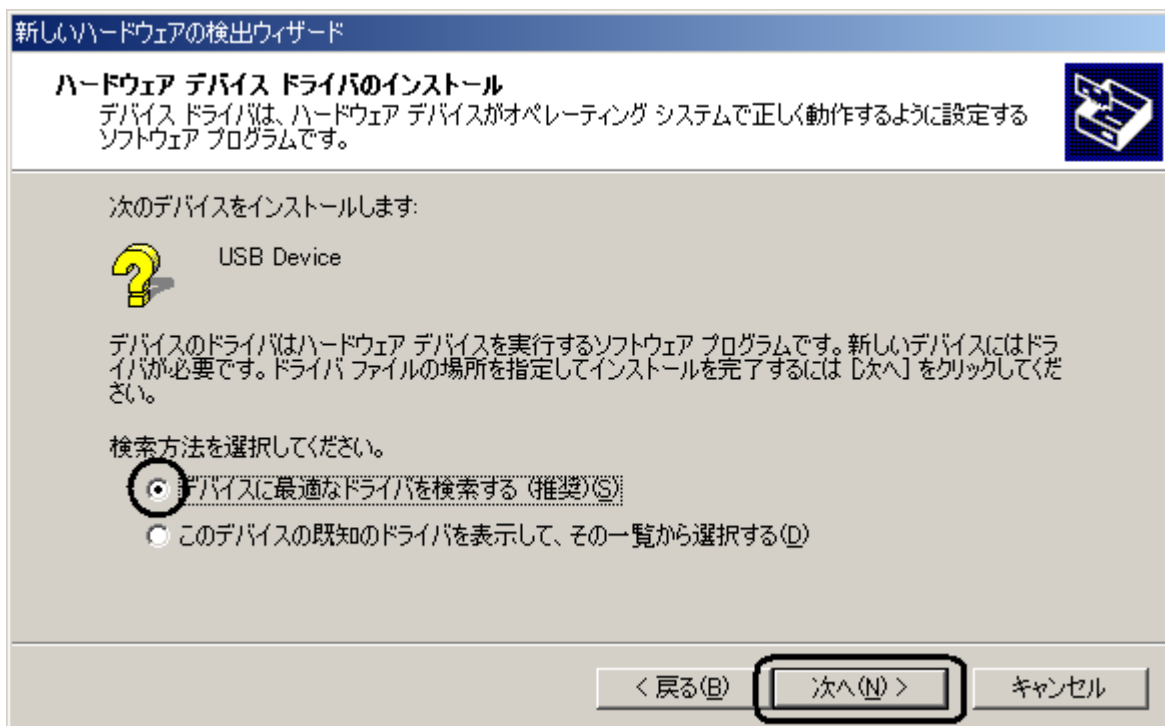 新しいハードウェアの検出ウィザード
ハードウェア デバイス ドライバのインストール
デバイス ドライバは、ハードウェア デバイスがオペレーティング システムで正しく動作するように設定する
ソフトウェア プログラムです。
次のデバイスをインストールします:
USB Device
デバイスのドライバはハードウェア デバイスを実行するソフトウェア プログラムです。新しいデバイスにはドラ
イバが必要です。ドライバ ファイルの場所を指定してインストールを完了するには [次へ] をクリックしてくだ
さい。
検索方法を選択してください。
デバイスに最適なドライバを検索する (推奨)(S)
このデバイスの既知のドライバを表示して、その一覧から選択する(D)
< 戻る(B) 次へ(N) > キャンセル